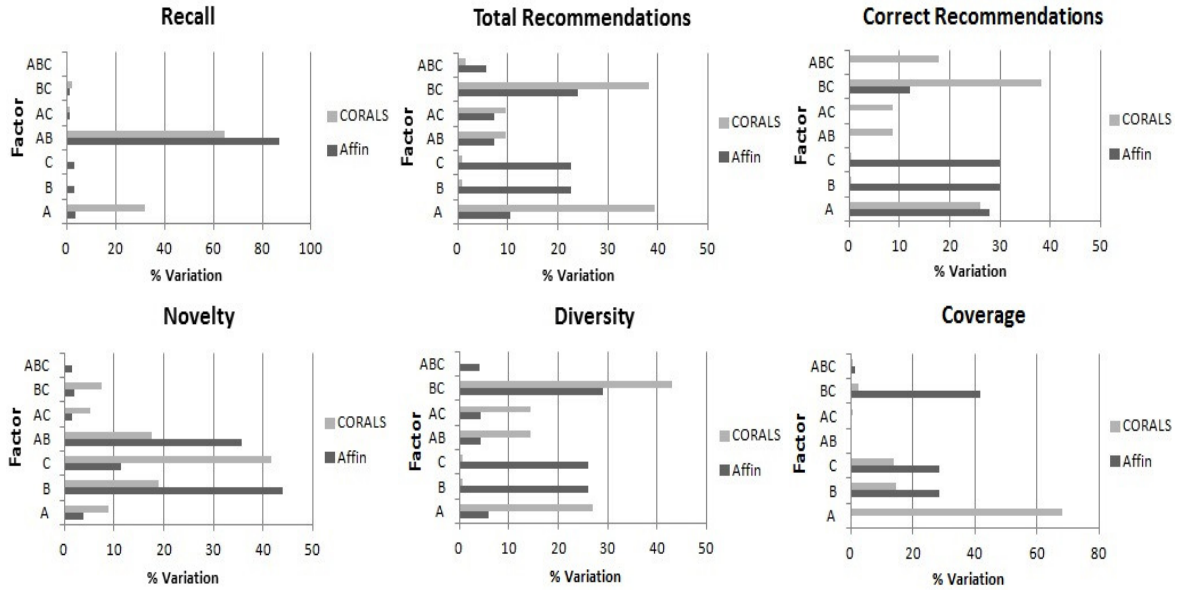 Recall
Factor
ABC
BC
AC
AB
C
B
A
0 20 40 60 80 100
% Variation
CORALS
Affin
Total Recommendations
Factor
ABC
BC
AC
AB
C
B
A
0 10 20 30 40 50
% Variation
CORALS
Affin
Correct Recommendations
Factor
ABC
BC
AC
AB
C
B
A
0 10 20 30 40 50
% Variation
CORALS
Affin
Novelty
Factor
ABC
BC
AC
AB
C
B
A
0 10 20 30 40 50
% Variation
CORALS
Affin
Diversity
Factor
ABC
BC
AC
AB
C
B
A
0 10 20 30 40 50
% Variation
CORALS
Affin
Coverage
Factor
ABC
BC
AC
AB
C
B
A
0 20 40 60 80
% Variation
CORALS
Affin